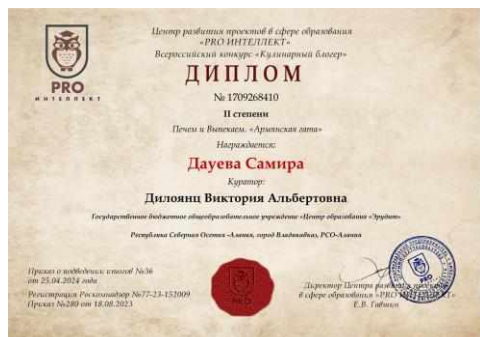 Центр развития проектов в сфере образования
«PRO ИНТЕЛЛЕКТ»
Всероссийский конкурс «Кулинарный блогер»
PRO
ИНТЕЛЛЕКТ
ДИПЛОМ
№ 1709268410
II степени
Печем и Выпекаем. «Армянская гата»
Награждается:
Дауева Самира
Куратор:
Дилоянц Виктория Альбертовна
Государственное бюджетное общеобразовательное учреждение «Центр образования «Эрудит»
Республика Северная Осетия -Алания, город Владикавказ, РСО-Алания
Приказ о подведении итогов №36
от 25.04.2024 года
Регистрация Роскомнадзор №77-23-152009
Приказ №280 от 18.08.2023
PRO
Директор Центра развития проектов
в сфере образования «PRO ИНТЕЛЛЕКТ»
Е.В.